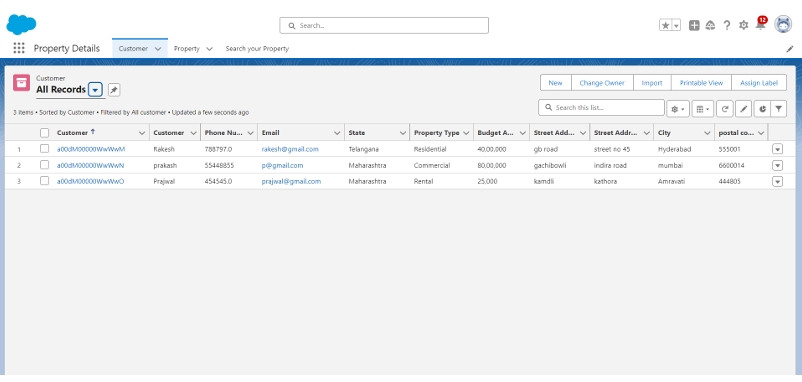 Search...
12
Property Details Customer Property Search your Property
Customer
All Records
New Change Owner Import Printable View Assign Label
3 items • Sorted by Customer • Filtered by All customer • Updated a few seconds ago
Search this list...
Customer ↑ Customer Phone Nu... Email State Property Type Budget A... Street Add... Street Addr... City postal co...
1 a00dM00000WwWwM Rakesh 788797.0 rakesh@gmail.com Telangana Residential 40,00,000 gb road street no 45 Hyderabad 535001
2 a00dM00000WwWwN prakash 55448855 p@gmail.com Maharashtra Commercial 80,00,000 gachibowli indira road mumbai 6600014
3 a00dM00000WwWwO Prajwal 454545.0 prajwal@gmail.com Maharashtra Rental 25,000 kamdli kathora Amravati 444805